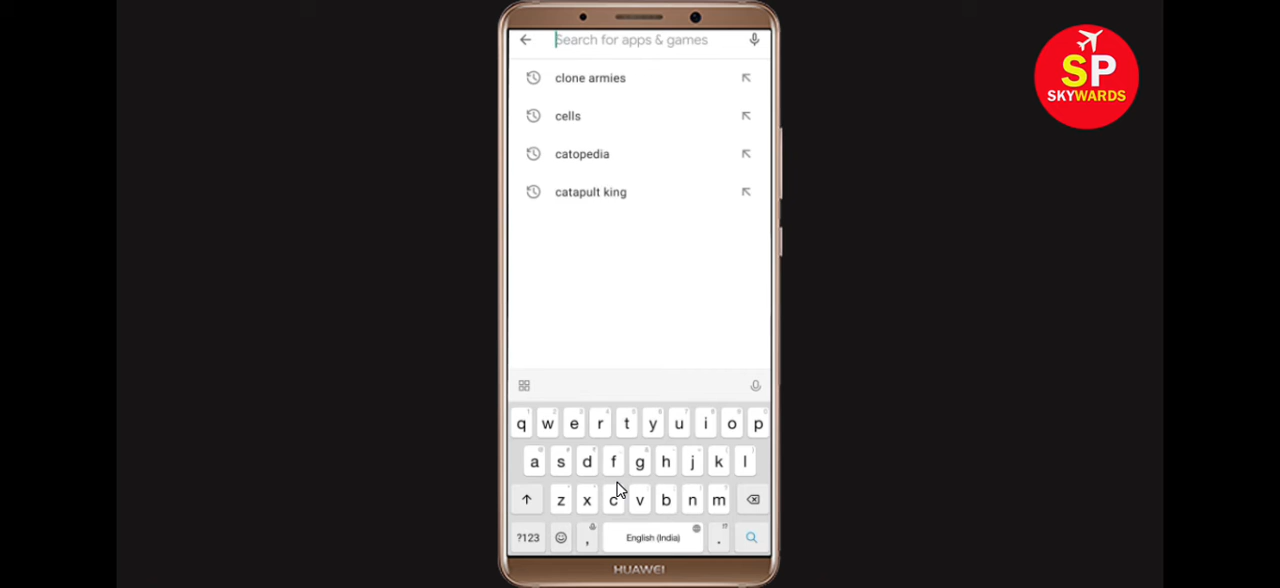 Search for apps & games
SP
SKYWARDS
clone armies
cells
catopedia
catapult king
q w e r t y u i o p
a s d f g h j k l
z x c v b n m
?123 , English (India) .
HUAWEI